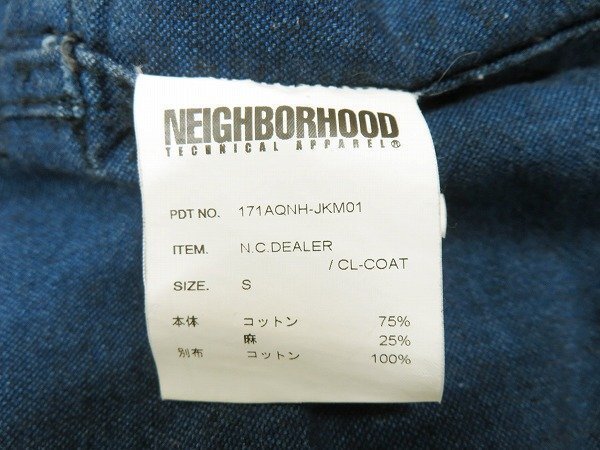 NEIGHBORHOOD
TECHNICAL APPAREL®
PDT NO. 171AQNH-JKM01
ITEM. N.C.DEALER
/ CL-COAT
SIZE. S
本体 コットン 75%
麻 25%
別布 コットン 100%